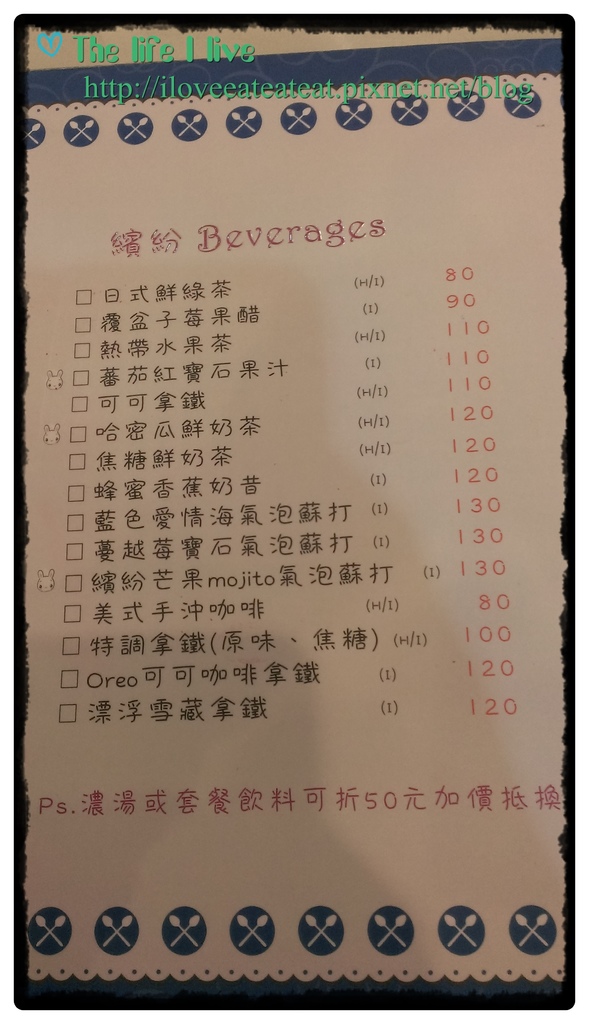 The life I live
http://iloveeateateat.pixnet.net/blog
繽紛 Beverages
日式鮮綠茶 (H/I) 80
覆盆子莓果醋 (I) 90
熱帶水果茶 (H/I) 110
蕃茄紅寶石果汁 (I) 110
可可拿鐵 (H/I) 110
哈密瓜鮮奶茶 (H/I) 120
焦糖鮮奶茶 (H/I) 120
蜂蜜香蕉奶昔 (I) 120
藍色愛情海氣泡蘇打 (I) 130
蔓越莓寶石氣泡蘇打 (I) 130
繽紛芒果mojito氣泡蘇打 (I) 130
美式手沖咖啡 (H/I) 80
特調拿鐵(原味、焦糖) (H/I) 100
Oreo可可咖啡拿鐵 (I) 120
漂浮雪藏拿鐵 (I) 120
Ps.濃湯或套餐飲料可折50元加價抵換